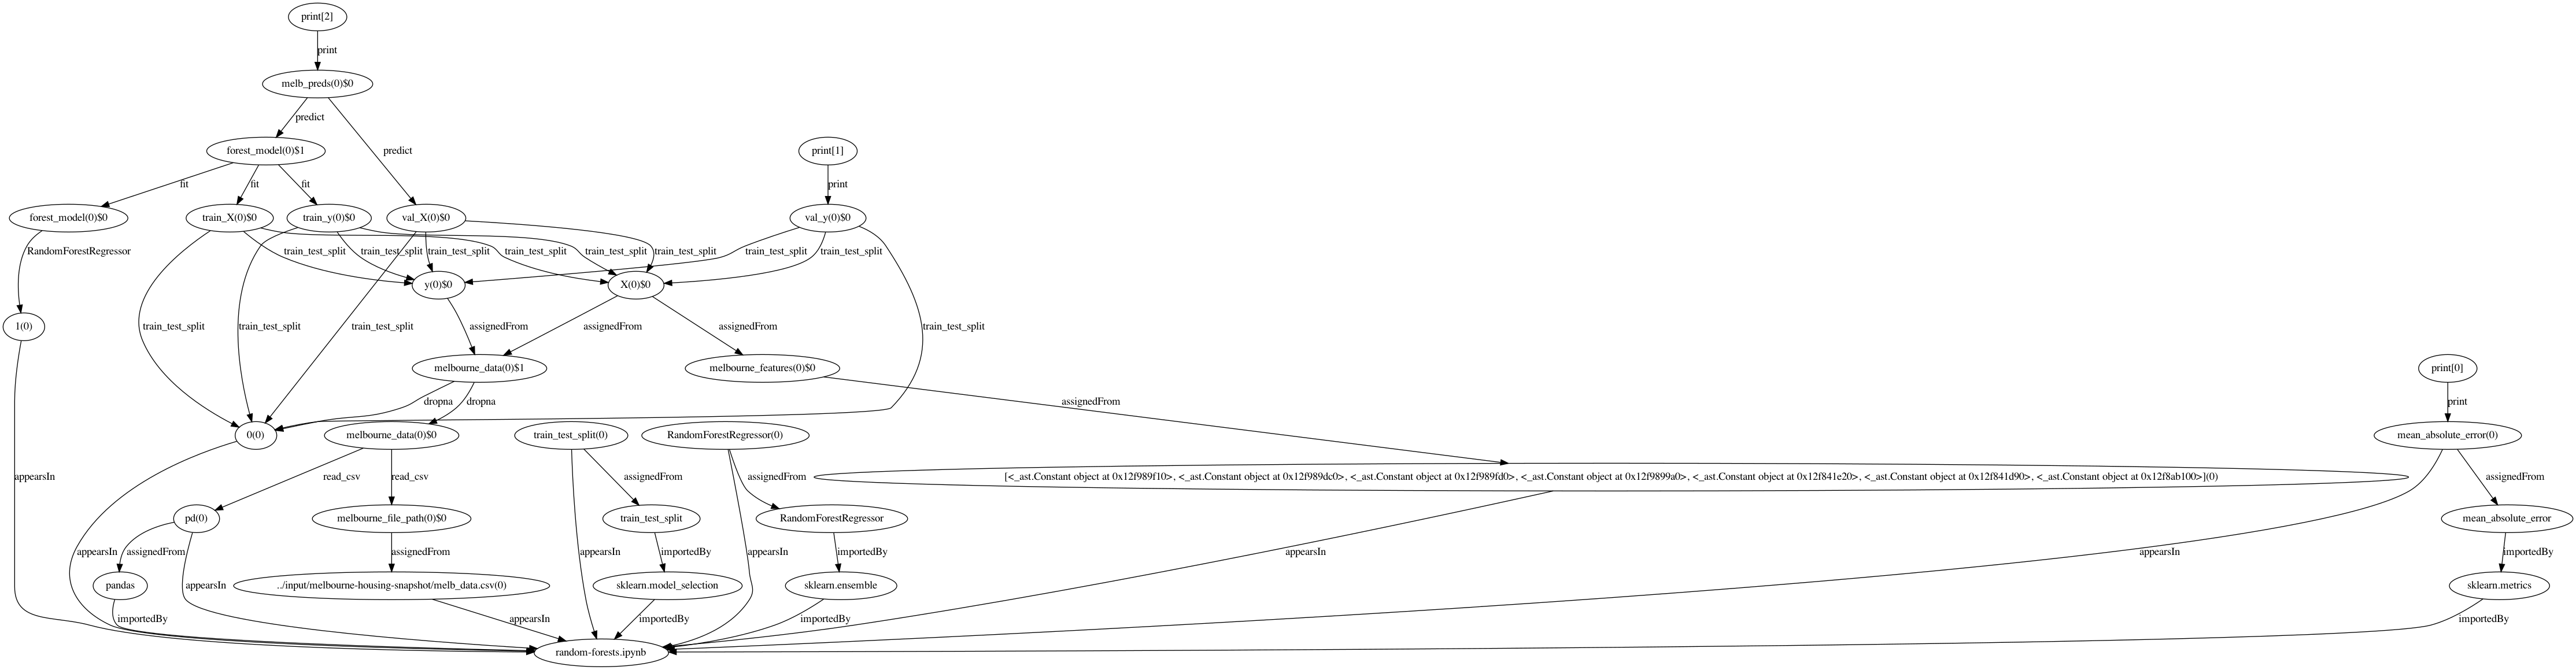 print[2]
print
melb_preds(0)$0
predict
forest_model(0)$1
predict
print[1]
fit
fit
fit
print
forest_model(0)$0
train_X(0)$0
train_y(0)$0
val_X(0)$0
val_y(0)$0
RandomForestRegressor
train_test_split
train_test_split
train_test_split
train_test_split
train_test_split
train_test_split
train_test_split
train_test_split
y(0)$0
X(0)$0
1(0)
train_test_split
train_test_split
train_test_split
assignedFrom
assignedFrom
assignedFrom
train_test_split
melbourne_data(0)$1
melbourne_features(0)$0
print[0]
dropna
dropna
assignedFrom
print
0(0)
melbourne_data(0)$0
train_test_split(0)
RandomForestRegressor(0)
mean_absolute_error(0)
appearsIn
read_csv
read_csv
assignedFrom
assignedFrom
[<_ast.Constant object at 0x12f989f10>, <_ast.Constant object at 0x12f989dc0>, <_ast.Constant object at 0x12f989fd0>, <_ast.Constant object at 0x12f9899a0>, <_ast.Constant object at 0x12f841e20>, <_ast.Constant object at 0x12f841d90>, <_ast.Constant object at 0x12f8ab100>](0)
assignedFrom
pd(0)
melbourne_file_path(0)$0
train_test_split
RandomForestRegressor
mean_absolute_error
appearsIn
assignedFrom
assignedFrom
appearsIn
importedBy
appearsIn
importedBy
appearsIn
appearsIn
importedBy
pandas
appearsIn
../input/melbourne-housing-snapshot/melb_data.csv(0)
sklearn.model_selection
sklearn.ensemble
sklearn.metrics
importedBy
appearsIn
importedBy
importedBy
importedBy
random-forests.ipynb